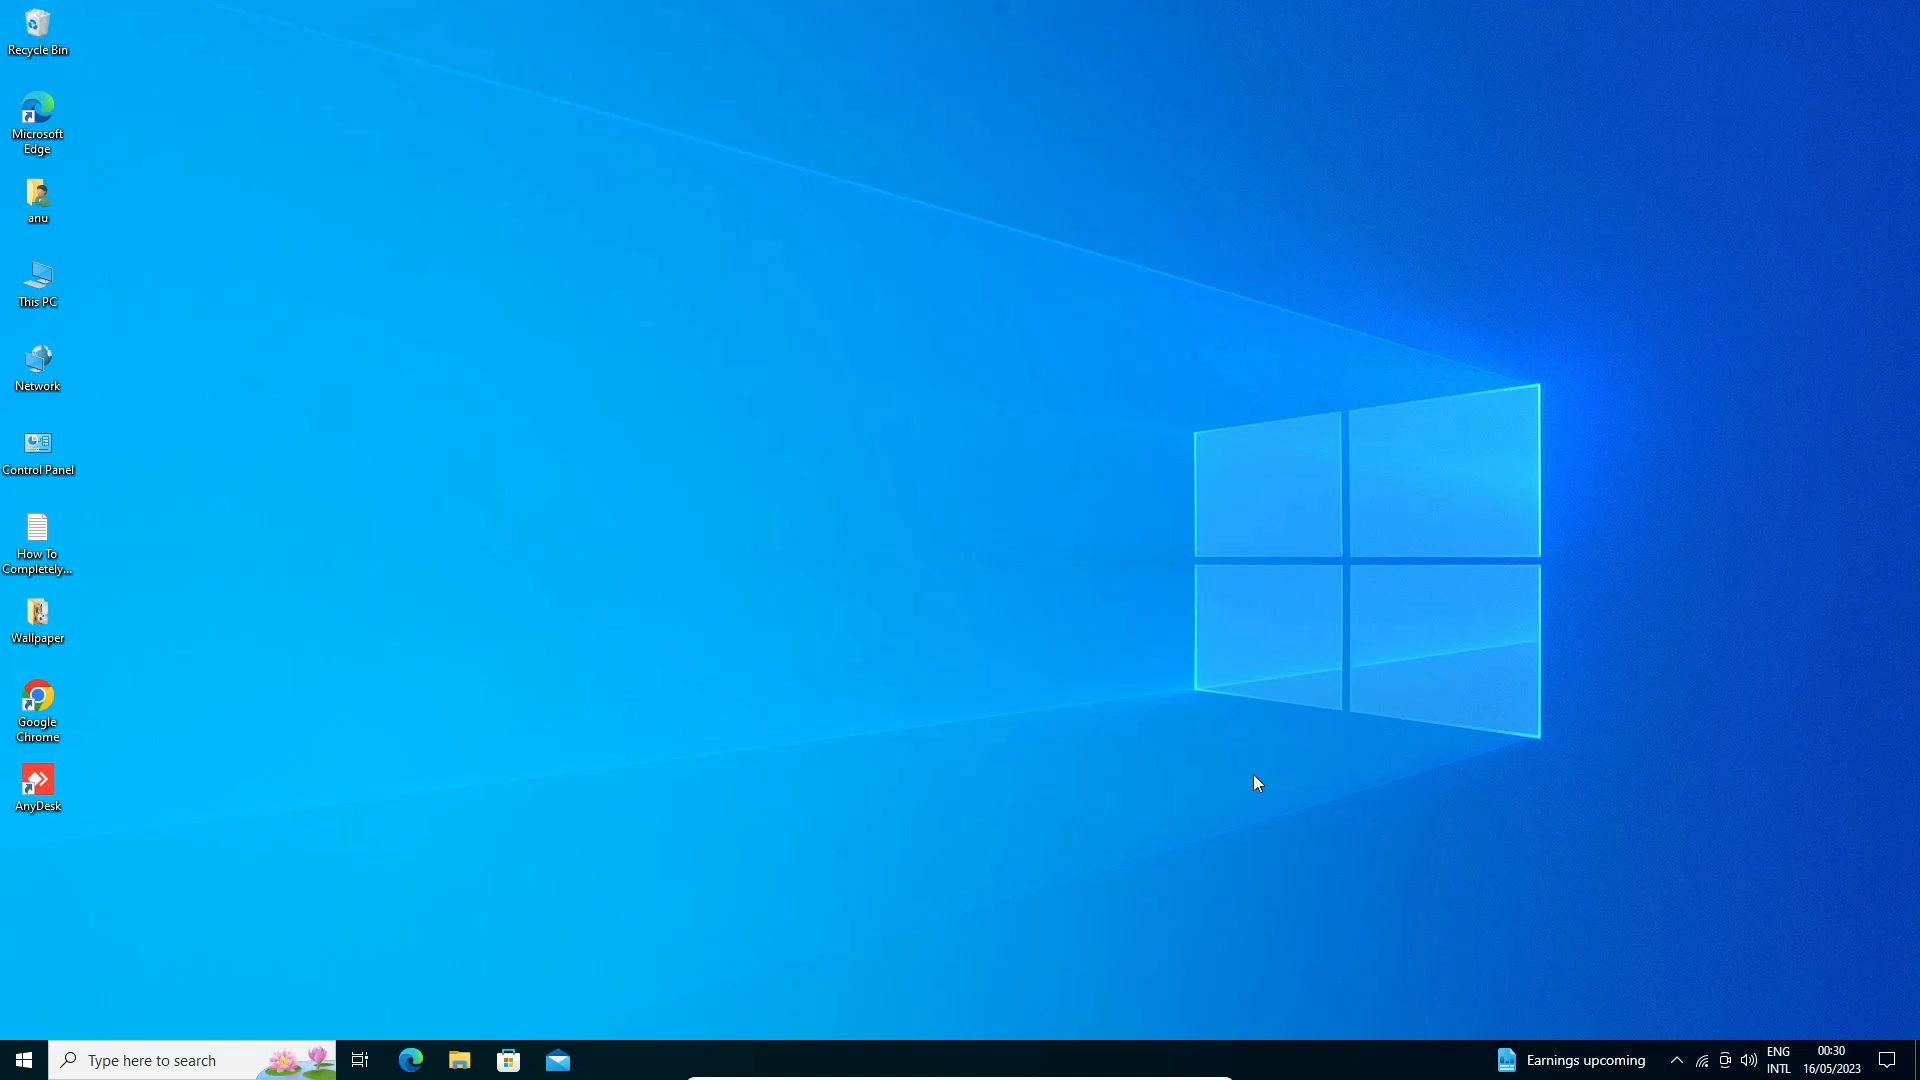 Recycle Bin
Microsoft
Edge
anu
This PC
Network
Control Panel
How To
Completely...
Wallpaper
Google
Chrome
AnyDesk
Type here to search
Earnings upcoming
ENG
INTL
00:30
16/05/2023